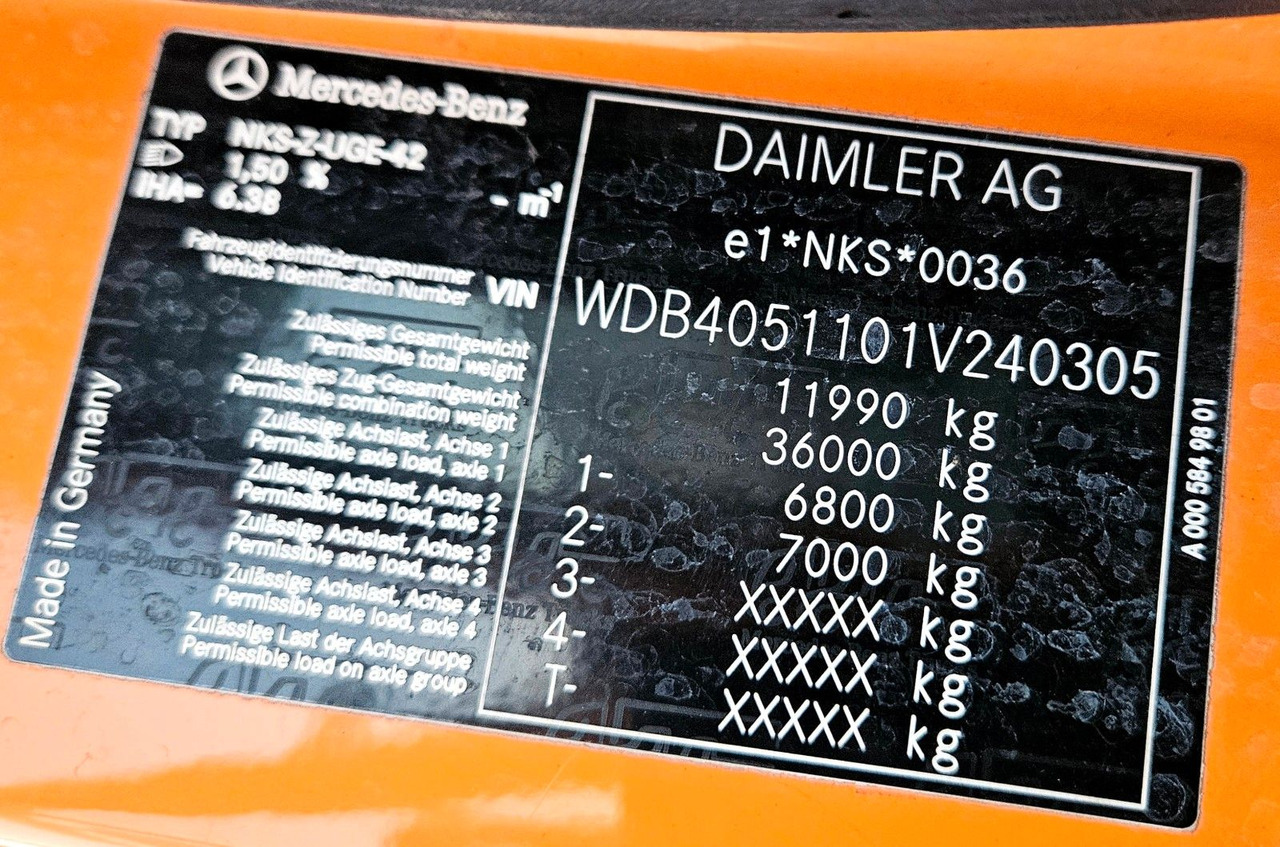 Mercedes-Benz
TYP NKS-Z-UGE-42
1,50 %
IHA= 6.38 - m-1
Fahrzeugidentifizierungsnummer
Vehicle Identification Number VIN
Zulässiges Gesamtgewicht
Permissible total weight
Zulässiges Zug-Gesamtgewicht
Permissible combination weight
Zulässige Achslast, Achse 1
Permissible axle load, axle 1
Zulässige Achslast, Achse 2
Permissible axle load, axle 2
Zulässige Achslast, Achse 3
Permissible axle load, axle 3
Zulässige Achslast, Achse 4
Permissible axle load, axle 4
Zulässige Last der Achsgruppe
Permissible load on axle group
Made in Germany
DAIMLER AG
e1*NKS*0036
WDB4051101V240305
11990 kg
36000 kg
1- 6800 kg
2- 7000 kg
3- XXXXX kg
4- XXXXX kg
T- XXXXX kg
A 000 584 98 01